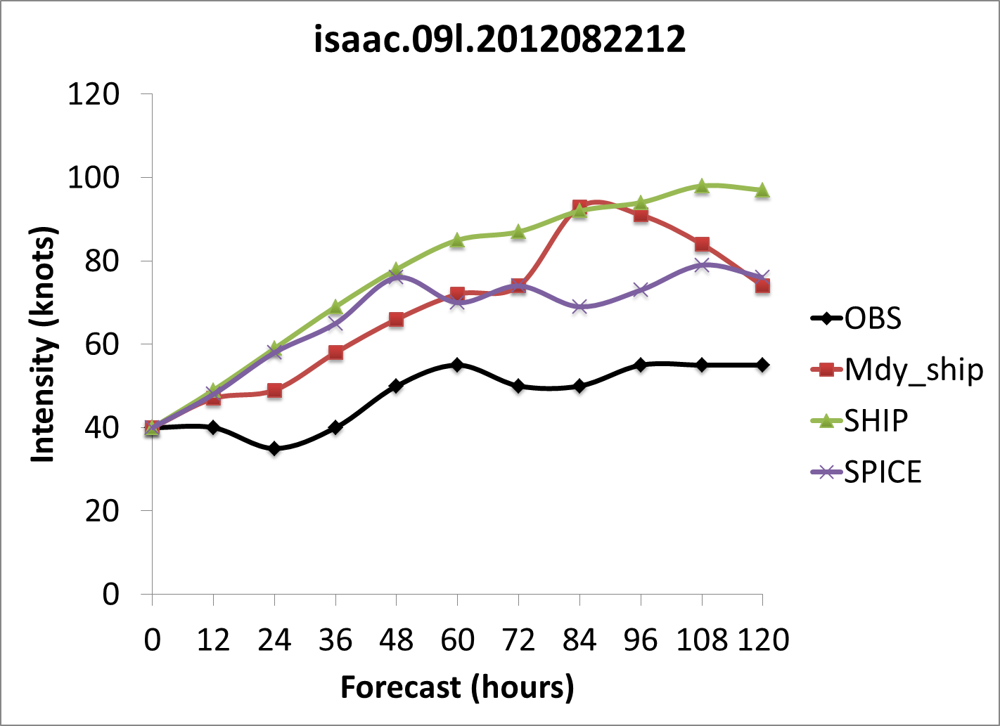 isaac.09l.2012082212
120
100
80
60
40
20
0
Intensity (knots)
0 12 24 36 48 60 72 84 96 108 120
Forecast (hours)
OBS
Mdy_ship
SHIP
SPICE